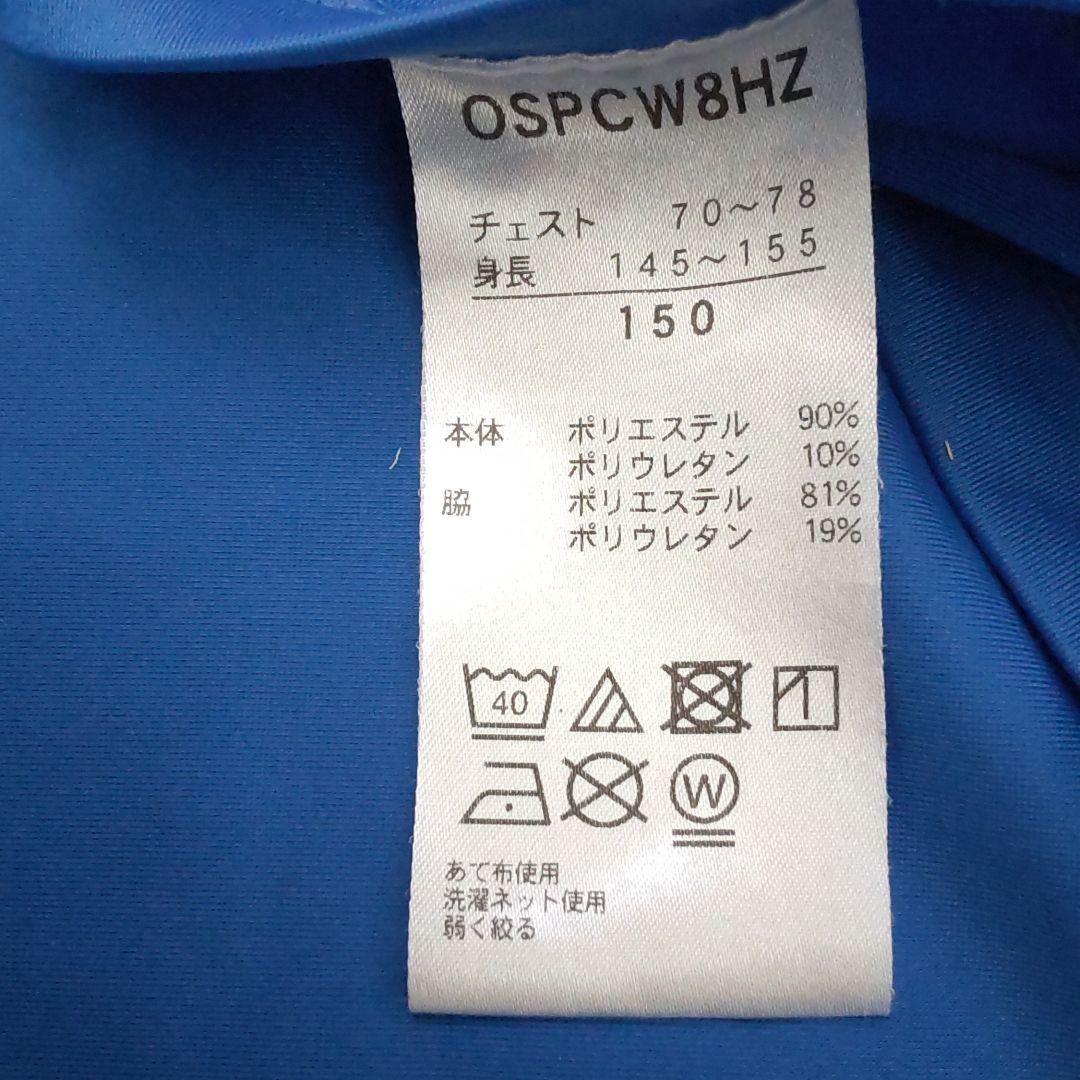 OSPCW8HZ
チェスト 70～78
身長 145～155
150
本体 ポリエステル 90%
ポリウレタン 10%
脇 ポリエステル 81%
ポリウレタン 19%
40
W
あて布使用
洗濯ネット使用
弱く絞る